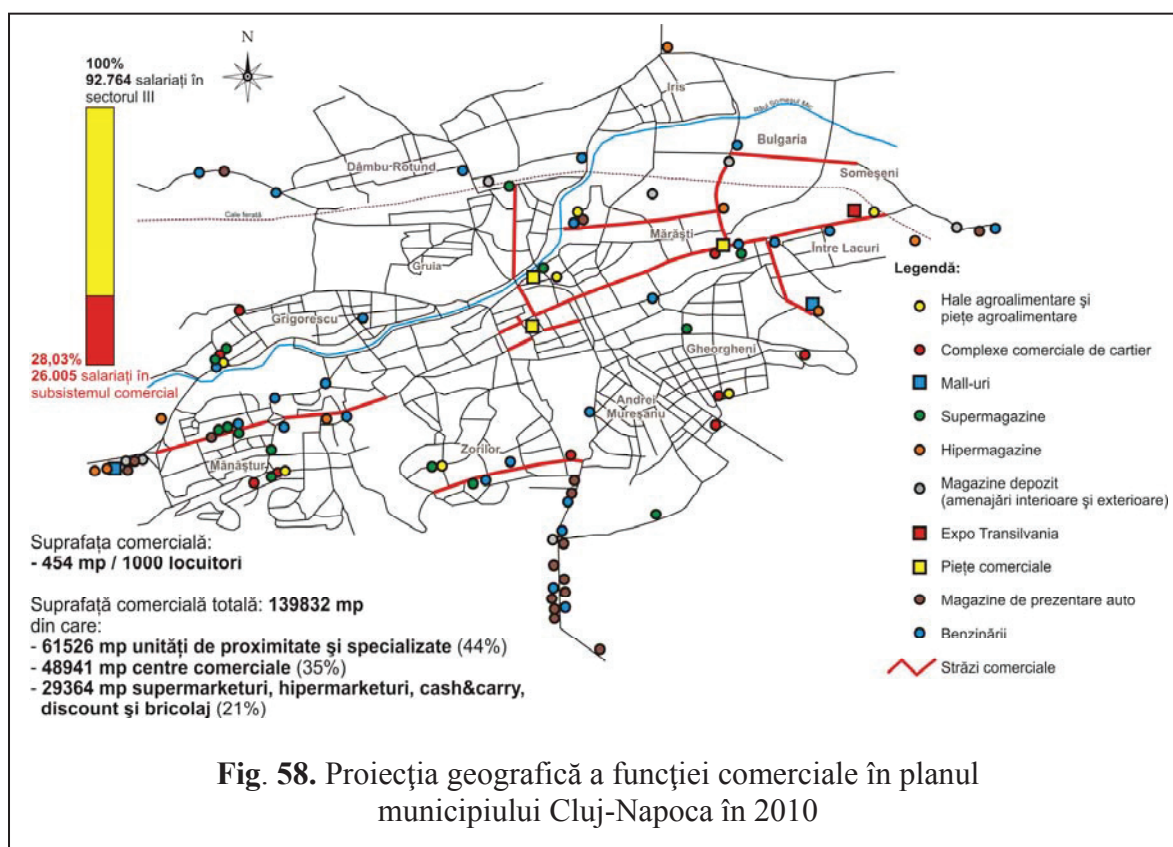 N
100%
92.764 salariați în
sectorul III
28,03%
26.005 salariați în
subsistemul comercial
Iris
Râul Someșul Mic
Bulgaria
Dâmbu-Rotund
Someșeni
Cale ferată
Mărăști
Între Lacuri
Gruia
Grigorescu
Gheorgheni
Andrei
Mureșanu
Zorilor
Mănăștur
Legendă:
Hale agroalimentare și
piețe agroalimentare
Complexe comerciale de cartier
Mall-uri
Supermagazine
Hipermagazine
Magazine depozit
(amenajări interioare și exterioare)
Expo Transilvania
Piețe comerciale
Magazine de prezentare auto
Benzinării
Străzi comerciale
Suprafața comercială:
- 454 mp / 1000 locuitori
Suprafață comercială totală: 139832 mp
din care:
- 61526 mp unități de proximitate și specializate (44%)
- 48941 mp centre comerciale (35%)
- 29364 mp supermarketuri, hipermarketuri, cash&carry,
discount și bricolaj (21%)
Fig. 58. Proiecţia geografică a funcţiei comerciale în planul
municipiului Cluj-Napoca în 2010